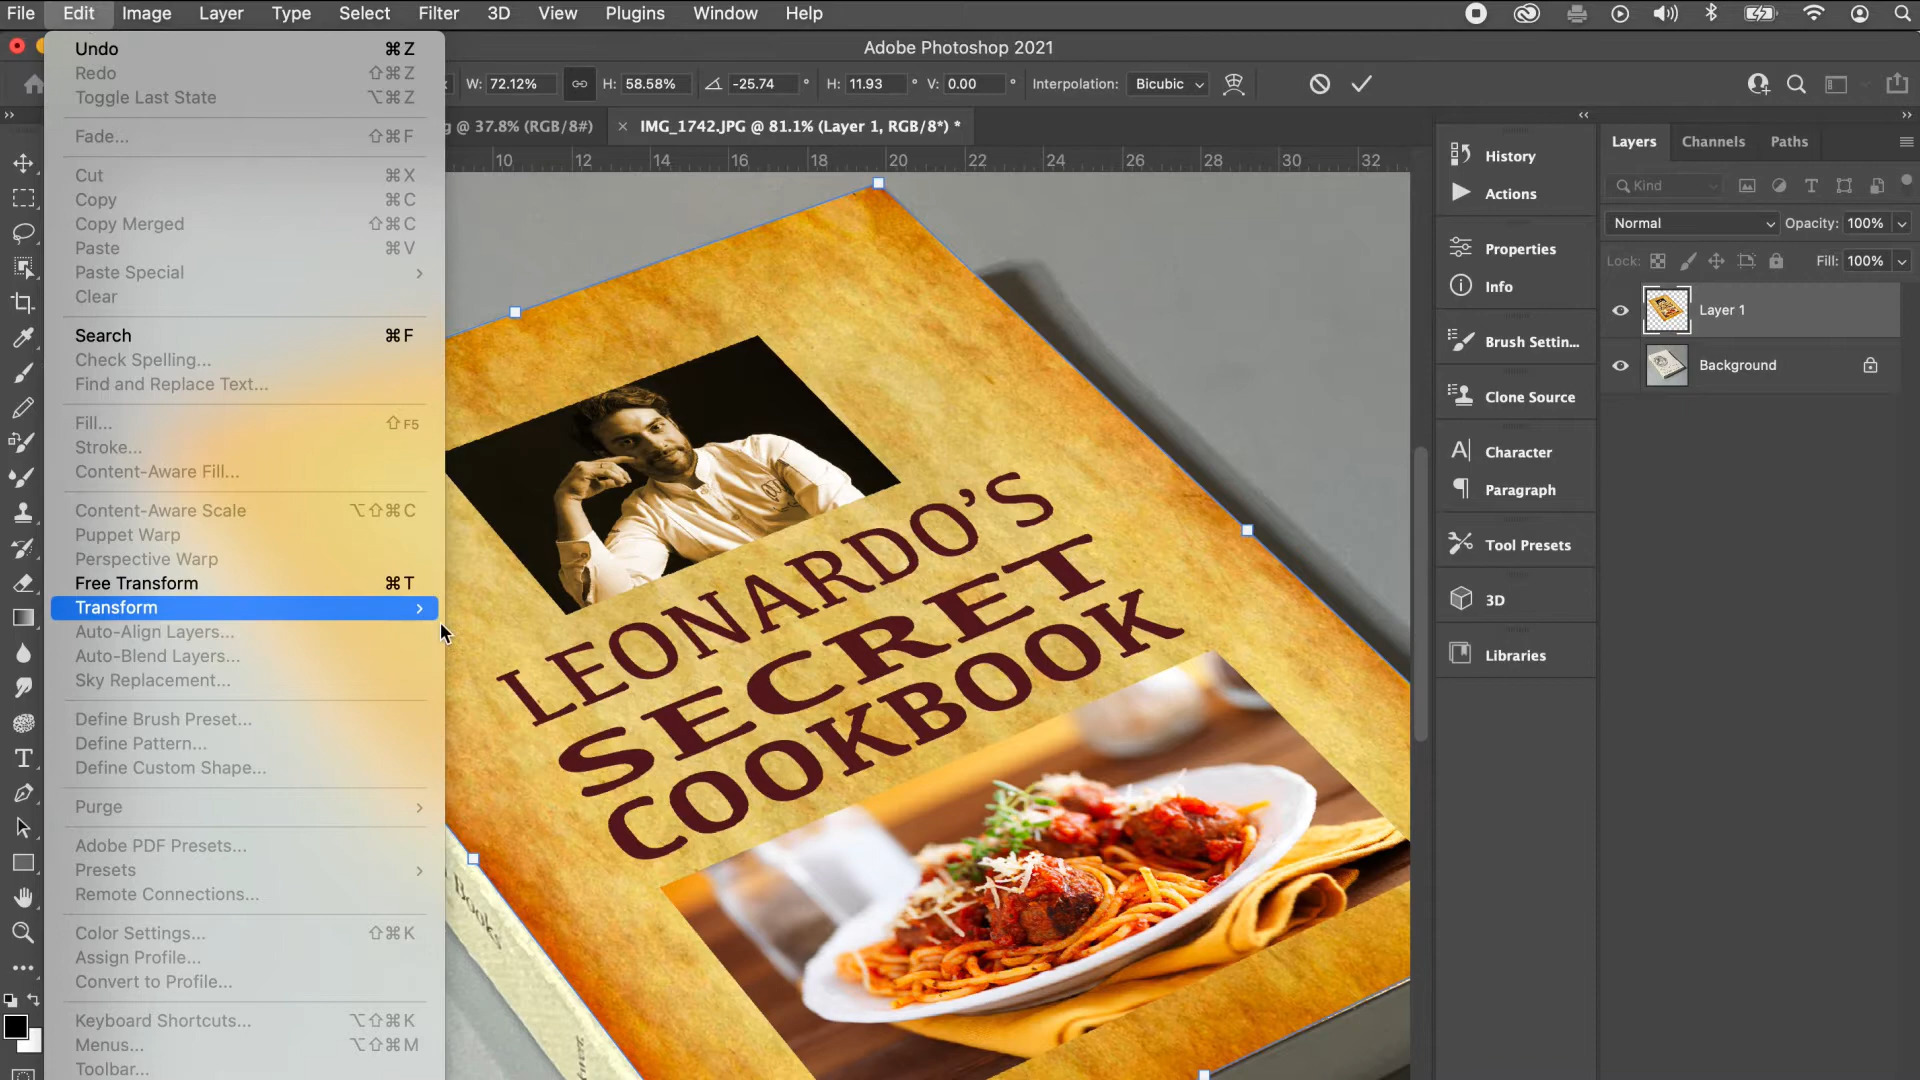 File Edit Image Layer Type Select Filter 3D View Plugins Window Help
Adobe Photoshop 2021
W: 72.12% H: 58.58% -25.74 ° H: 11.93 ° V: 0.00 ° Interpolation: Bicubic
g @ 37.8% (RGB/8#) × IMG_1742.JPG @ 81.1% (Layer 1, RGB/8*) *
10 12 14 16 18 20 22 24 26 28 30 32
Undo ⌘Z
Redo ⇧⌘Z
Toggle Last State ⌥⌘Z
Fade... ⇧⌘F
Cut ⌘X
Copy ⌘C
Copy Merged ⇧⌘C
Paste ⌘V
Paste Special
Clear
Search ⌘F
Check Spelling...
Find and Replace Text...
Fill... ⇧F5
Stroke...
Content-Aware Fill...
Content-Aware Scale ⌥⇧⌘C
Puppet Warp
Perspective Warp
Free Transform ⌘T
Transform
Auto-Align Layers...
Auto-Blend Layers...
Sky Replacement...
Define Brush Preset...
Define Pattern...
Define Custom Shape...
Purge
Adobe PDF Presets...
Presets
Remote Connections...
Color Settings... ⇧⌘K
Assign Profile...
Convert to Profile...
Keyboard Shortcuts... ⌥⇧⌘K
Menus... ⌥⇧⌘M
Toolbar...
LEONARDO'S
SECRET
COOKBOOK
Books
History
Actions
Properties
Info
Brush Settin...
Clone Source
Character
Paragraph
Tool Presets
3D
Libraries
Layers Channels Paths
Kind
Normal Opacity: 100%
Lock: Fill: 100%
Layer 1
Background